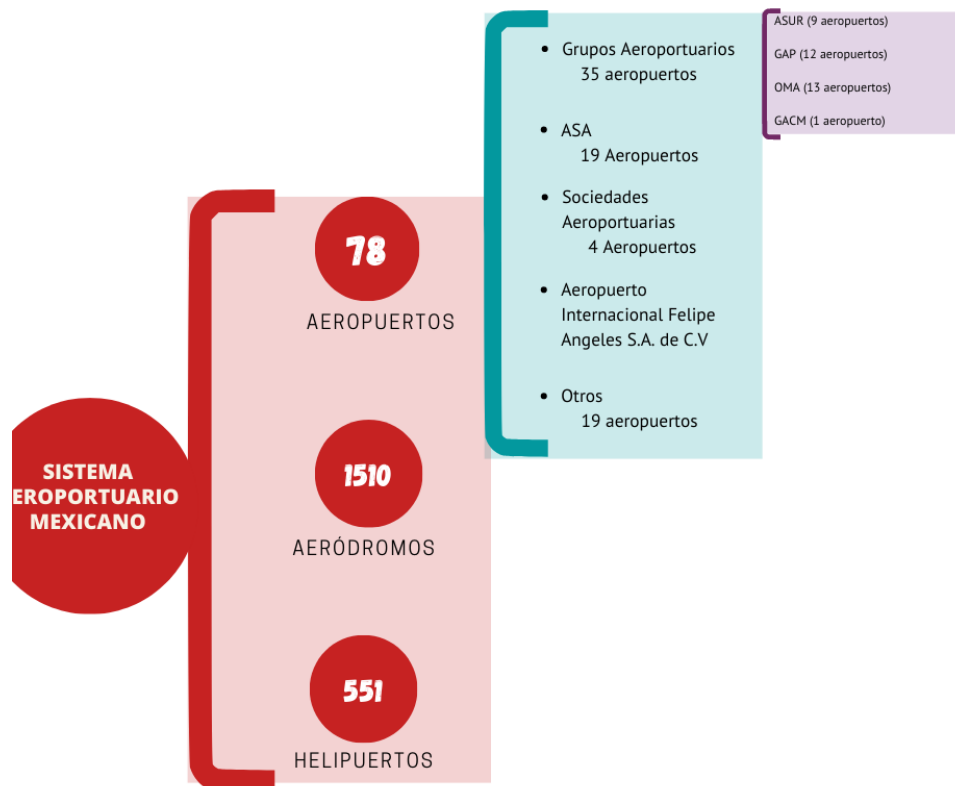 SISTEMA
EROPORTUARIO
MEXICANO
78
AEROPUERTOS
1510
AERÓDROMOS
551
HELIPUERTOS
• Grupos Aeroportuarios
35 aeropuertos
• ASA
19 Aeropuertos
• Sociedades
Aeroportuarias
4 Aeropuertos
• Aeropuerto
Internacional Felipe
Angeles S.A. de C.V
• Otros
19 aeropuertos
ASUR (9 aeropuertos)
GAP (12 aeropuertos)
OMA (13 aeropuertos)
GACM (1 aeropuerto)